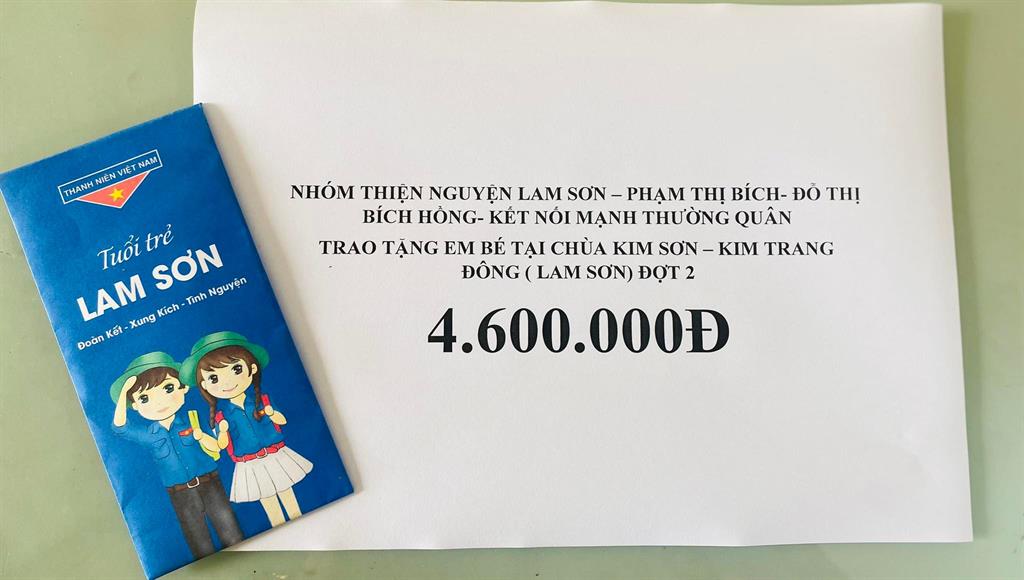 THANH NIÊN VIỆT NAM
Tuổi trẻ
LAM SƠN
Đoàn Kết - Xung Kích - Tình Nguyện
NHÓM THIỆN NGUYỆN LAM SƠN – PHẠM THỊ BÍCH- ĐỖ THỊ
BÍCH HỒNG- KẾT NỐI MẠNH THƯỜNG QUÂN
TRAO TẶNG EM BÉ TẠI CHÙA KIM SƠN – KIM TRANG
ĐÔNG ( LAM SƠN) ĐỢT 2
4.600.000Đ